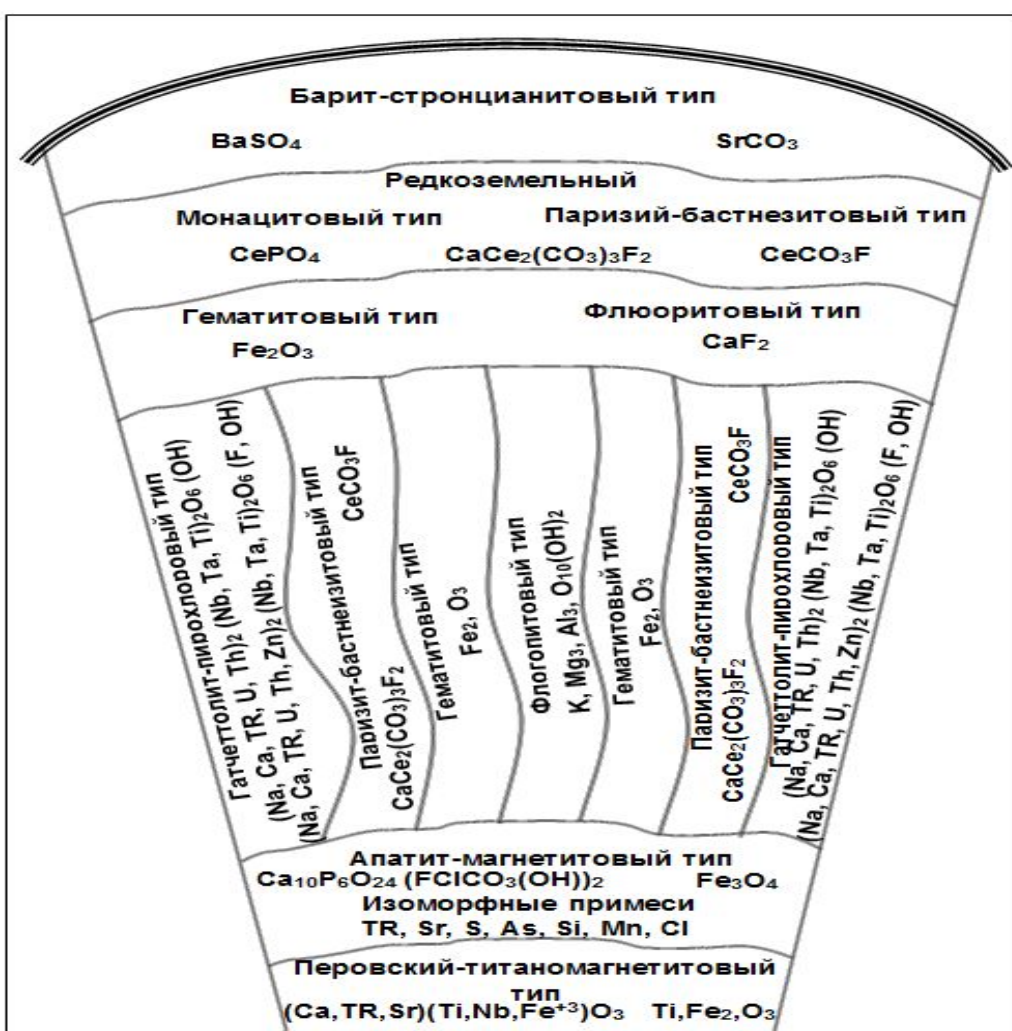 Барит-стронцианитовый тип
BaSO₄ SrCO₃
Редкоземельный
Монацитовый тип Паризий-бастнезитовый тип
CePO₄ CaCe₂(CO₃)₃F₂ CeCO₃F
Гематитовый тип Флюоритовый тип
Fe₂O₃ CaF₂
Гатчеттолит-пирохлоровый тип
(Na, Ca, TR, U, Th)₂ (Nb, Ta, Ti)₂O₆ (OH)
(Na, Ca, TR, U, Th, Zn)₂ (Nb, Ta, Ti)₂O₆ (F, OH)
Паризит-бастнеизитовый тип
CaCe₂(CO₃)₃F₂ CeCO₃F
Гематитовый тип
Fe₂, O₃
Флогопитовый тип
K, Mg₃, Al₃, O₁₀(OH)₂
Гематитовый тип
Fe₂, O₃
Паризит-бастнеизитовый тип
CaCe₂(CO₃)₃F₂ CeCO₃F
Гатчеттолит-пирохлоровый тип
(Na, Ca, TR, U, Th)₂ (Nb, Ta, Ti)₂O₆ (OH)
(Na, Ca, TR, U, Th, Zn)₂ (Nb, Ta, Ti)₂O₆ (F, OH)
Апатит-магнетитовый тип
Ca₁₀P₆O₂₄ (FClCO₃(OH))₂ Fe₃O₄
Изоморфные примеси
TR, Sr, S, As, Si, Mn, Cl
Перовский-титаномагнетитовый
тип
(Ca,TR,Sr)(Ti,Nb,Fe⁺³)O₃ Ti,Fe₂,O₃